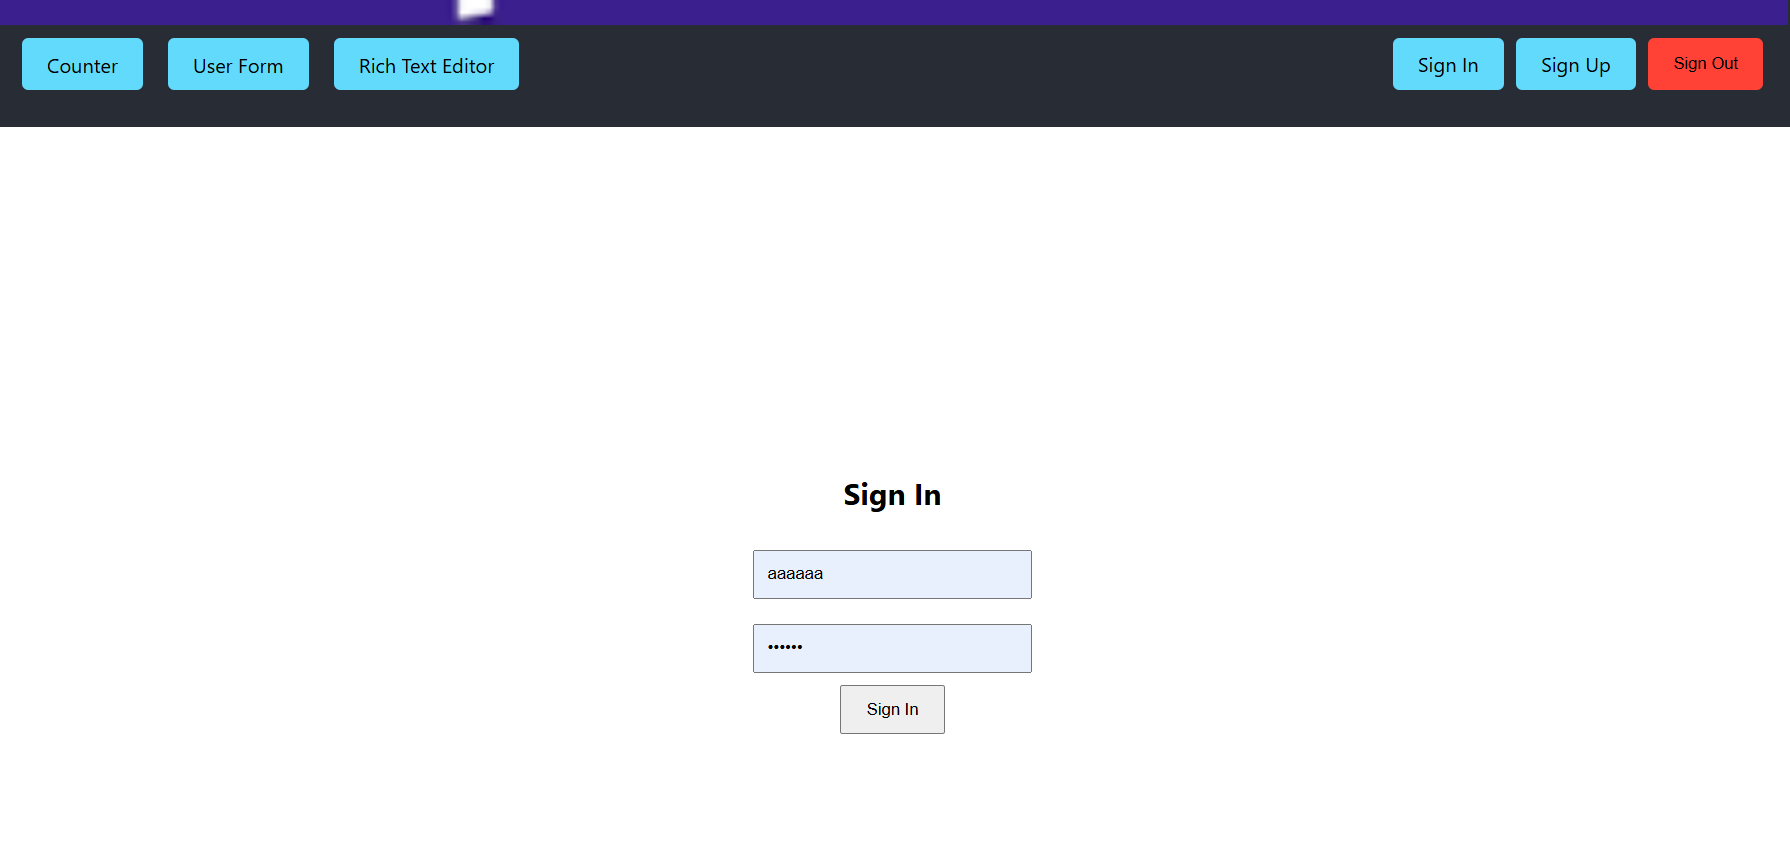 Counter User Form Rich Text Editor Sign In Sign Up Sign Out
Sign In
aaaaaa
••••••
Sign In